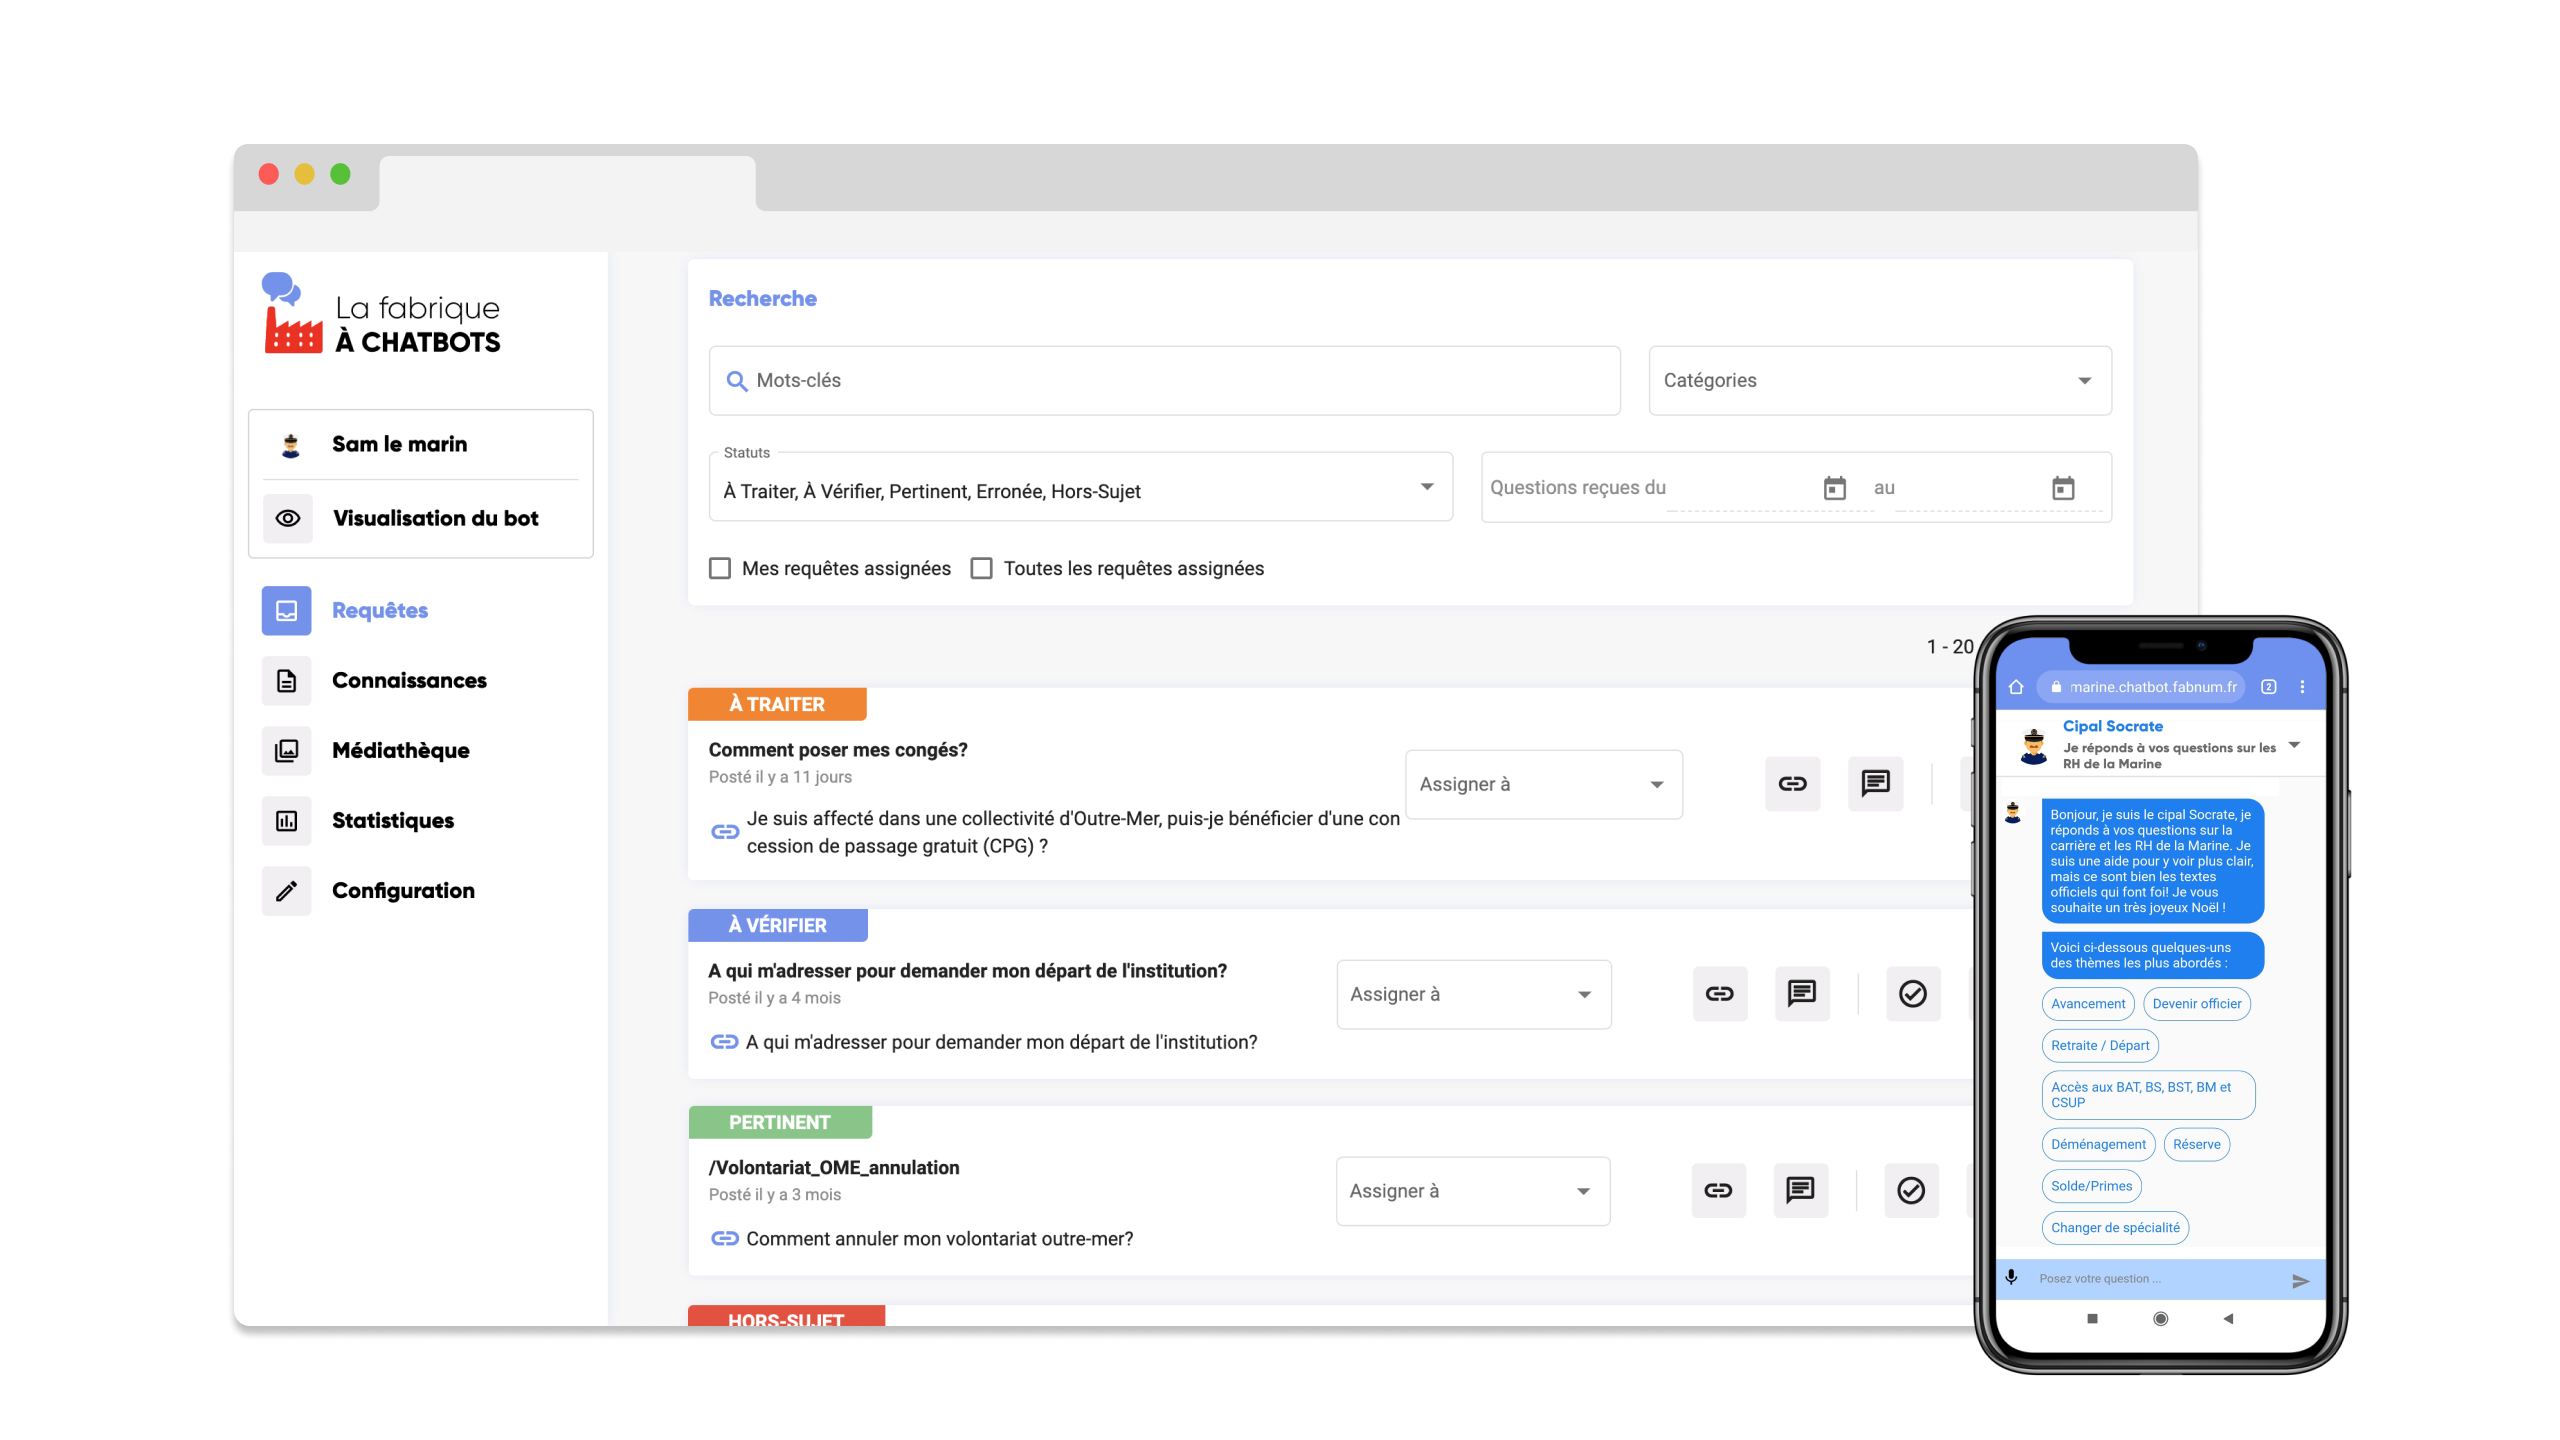 La fabrique
À CHATBOTS
Sam le marin
Visualisation du bot
Requêtes
Connaissances
Médiathèque
Statistiques
Configuration
Recherche
Mots-clés
Catégories
Statuts
À Traiter, À Vérifier, Pertinent, Erronée, Hors-Sujet
Questions reçues du
au
Mes requêtes assignées
Toutes les requêtes assignées
1 - 20
À TRAITER
Comment poser mes congés?
Posté il y a 11 jours
Je suis affecté dans une collectivité d'Outre-Mer, puis-je bénéficier d'une con
cession de passage gratuit (CPG) ?
Assigner à
À VÉRIFIER
A qui m'adresser pour demander mon départ de l'institution?
Posté il y a 4 mois
A qui m'adresser pour demander mon départ de l'institution?
Assigner à
PERTINENT
/Volontariat_OME_annulation
Posté il y a 3 mois
Comment annuler mon volontariat outre-mer?
Assigner à
HORS-SUJET
marine.chatbot.fabnum.fr
2
Cipal Socrate
Je réponds à vos questions sur les
RH de la Marine
Bonjour, je suis le cipal Socrate, je
réponds à vos questions sur la
carrière et les RH de la Marine. Je
suis une aide pour y voir plus clair,
mais ce sont bien les textes
officiels qui font foi! Je vous
souhaite un très joyeux Noël !
Voici ci-dessous quelques-uns
des thèmes les plus abordés :
Avancement
Devenir officier
Retraite / Départ
Accès aux BAT, BS, BST, BM et
CSUP
Déménagement
Réserve
Solde/Primes
Changer de spécialité
Posez votre question ...